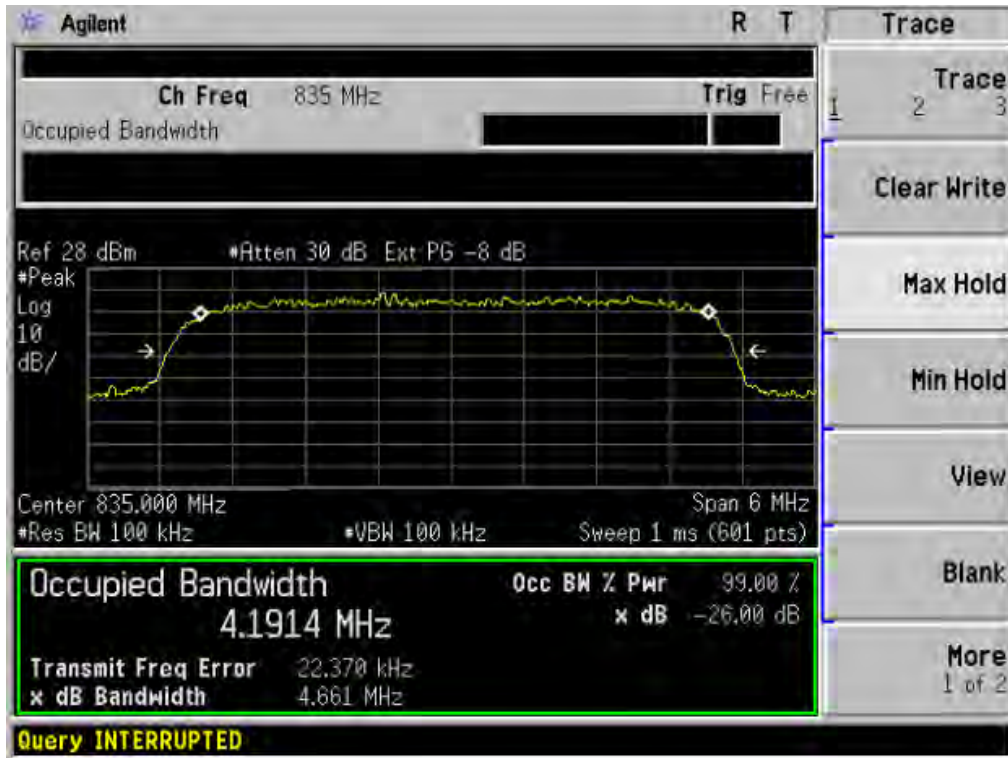 Agilent R T Trace
Ch Freq 835 MHz Trig Free
Occupied Bandwidth
Ref 28 dBm #Atten 30 dB Ext PG -8 dB
#Peak
Log
10
dB/
Center 835.000 MHz Span 6 MHz
#Res BW 100 kHz #VBW 100 kHz Sweep 1 ms (601 pts)
Occupied Bandwidth Occ BW % Pwr 99.00 %
4.1914 MHz x dB -26.00 dB
Transmit Freq Error 22.370 kHz
x dB Bandwidth 4.661 MHz
Query INTERRUPTED
Trace
1 2 3
Clear Write
Max Hold
Min Hold
View
Blank
More
1 of 2